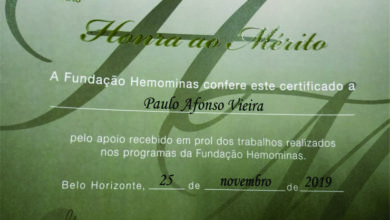 Honra ao Mérito
A Fundação Hemominas confere este certificado a
Paulo Afonso Vieira
pelo apoio recebido em prol dos trabalhos realizados
nos programas da Fundação Hemominas.
Belo Horizonte, 25 de novembro de 2019